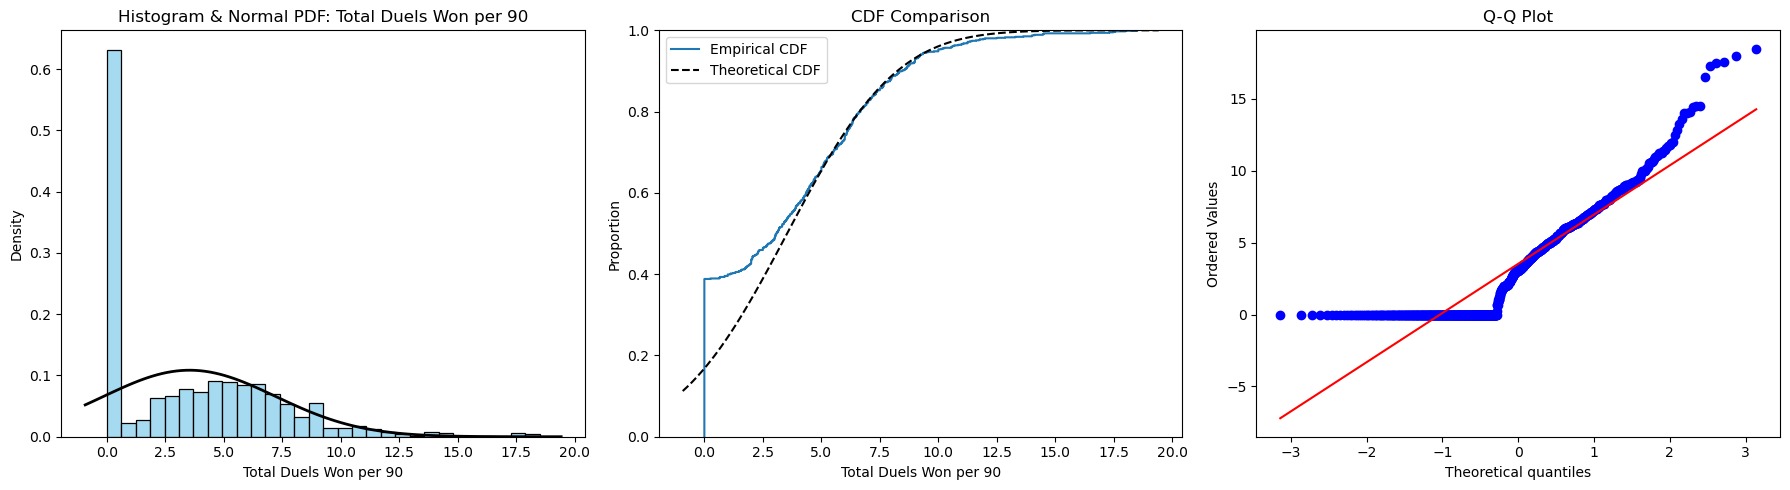 Histogram & Normal PDF: Total Duels Won per 90
Density
0.6
0.5
0.4
0.3
0.2
0.1
0.0
0.0 2.5 5.0 7.5 10.0 12.5 15.0 17.5 20.0
Total Duels Won per 90
CDF Comparison
Empirical CDF
Theoretical CDF
Proportion
1.0
0.8
0.6
0.4
0.2
0.0
0.0 2.5 5.0 7.5 10.0 12.5 15.0 17.5 20.0
Total Duels Won per 90
Q-Q Plot
Ordered Values
15
10
5
0
−5
−3 −2 −1 0 1 2 3
Theoretical quantiles